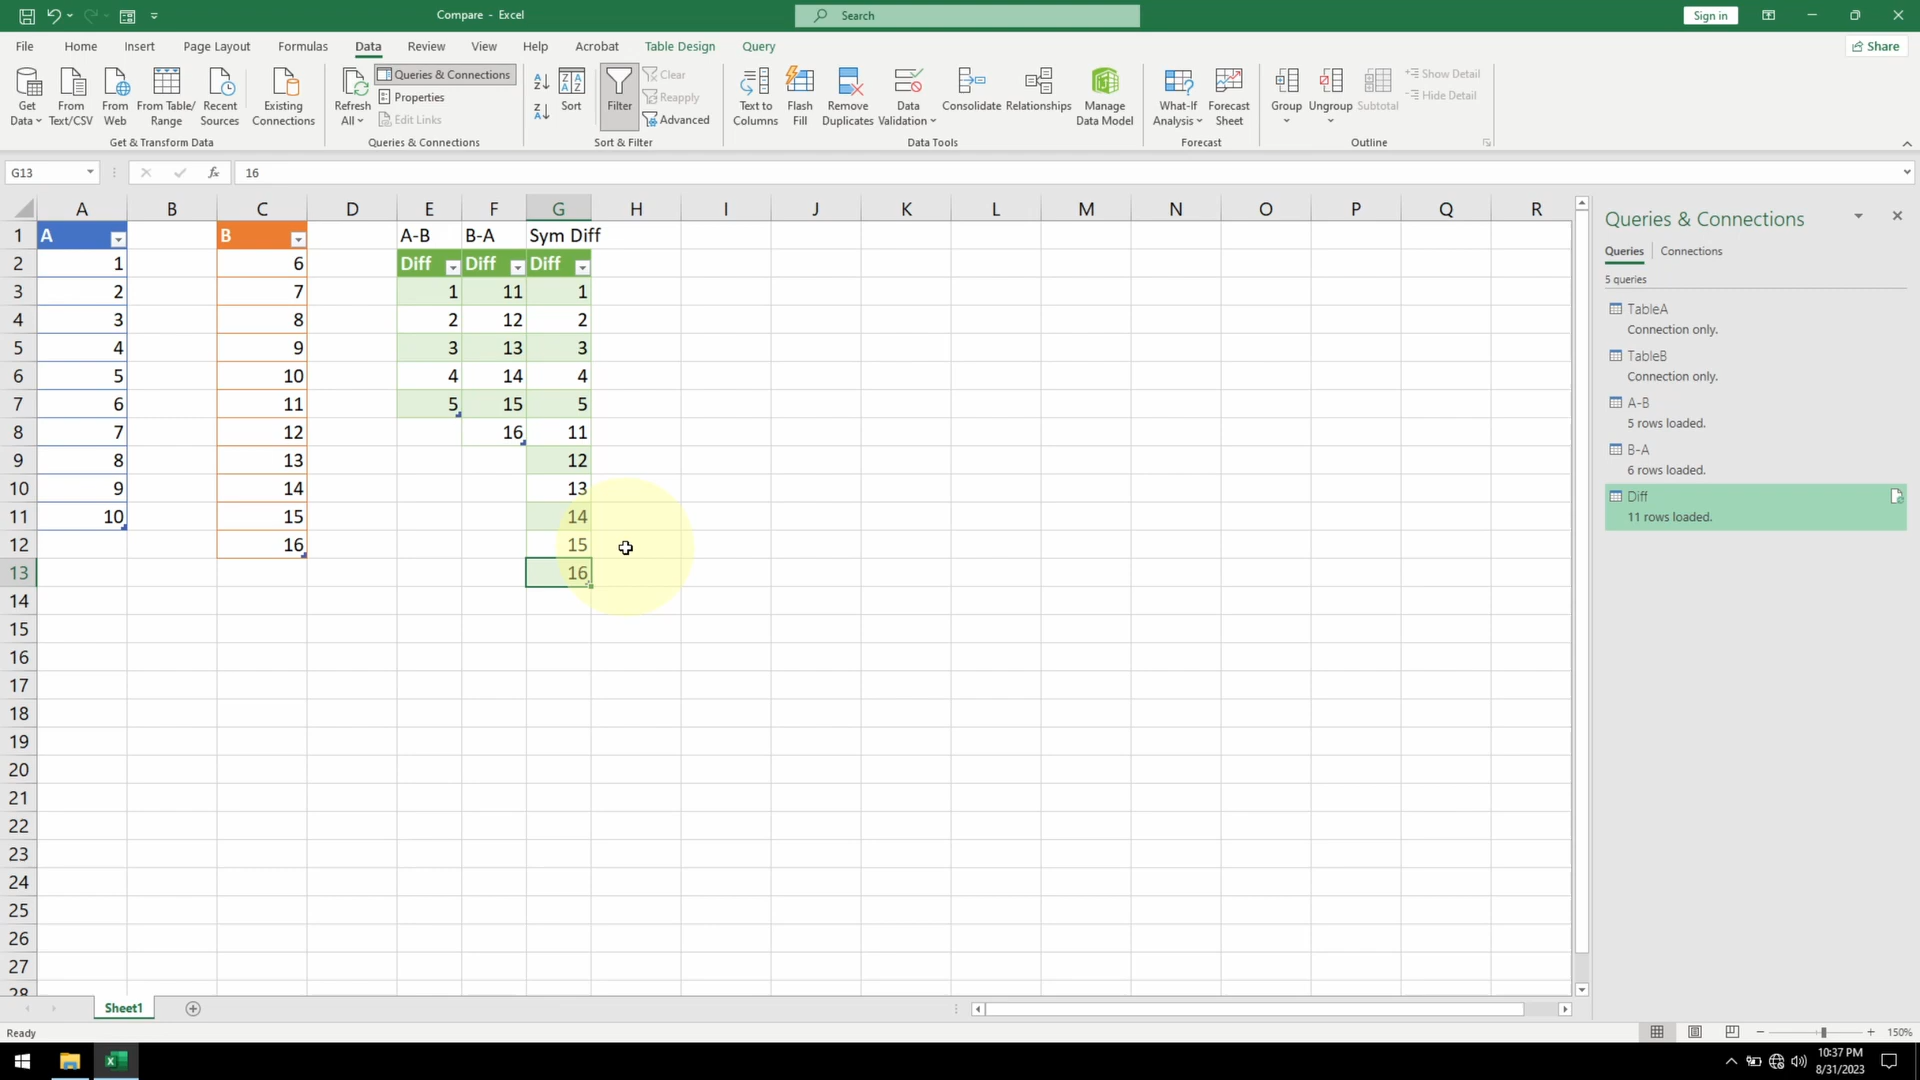 Compare - Excel
Search
Sign in
File Home Insert Page Layout Formulas Data Review View Help Acrobat Table Design Query
Share
Get Data
From Text/CSV
From Web
From Table/ Range
Recent Sources
Existing Connections
Get & Transform Data
Refresh All
Queries & Connections
Properties
Edit Links
Queries & Connections
Sort
Filter
Clear
Reapply
Advanced
Sort & Filter
Text to Columns
Flash Fill
Remove Duplicates
Data Validation
Consolidate
Relationships
Manage Data Model
Data Tools
What-If Analysis
Forecast Sheet
Forecast
Group
Ungroup
Subtotal
Show Detail
Hide Detail
Outline
G13
fx
16
A B C D E F G H I J K L M N O P Q R
1 A B A-B B-A Sym Diff
2 1 6 Diff Diff Diff
3 2 7 1 11 1
4 3 8 2 12 2
5 4 9 3 13 3
6 5 10 4 14 4
7 6 11 5 15 5
8 7 12 16 11
9 8 13 12
10 9 14 13
11 10 15 14
12 16 15
13 16
14
15
16
17
18
19
20
21
22
23
24
25
26
27
28
Queries & Connections
Queries Connections
5 queries
TableA
Connection only.
TableB
Connection only.
A-B
5 rows loaded.
B-A
6 rows loaded.
Diff
11 rows loaded.
Sheet1
Ready
150%
10:37 PM
8/31/2023